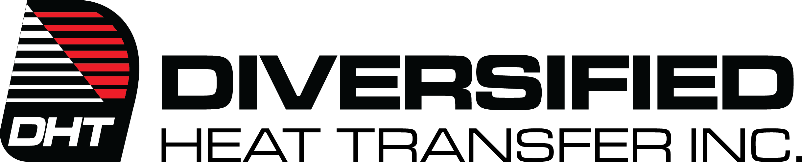 DHT
DIVERSIFIED
HEAT TRANSFER INC.